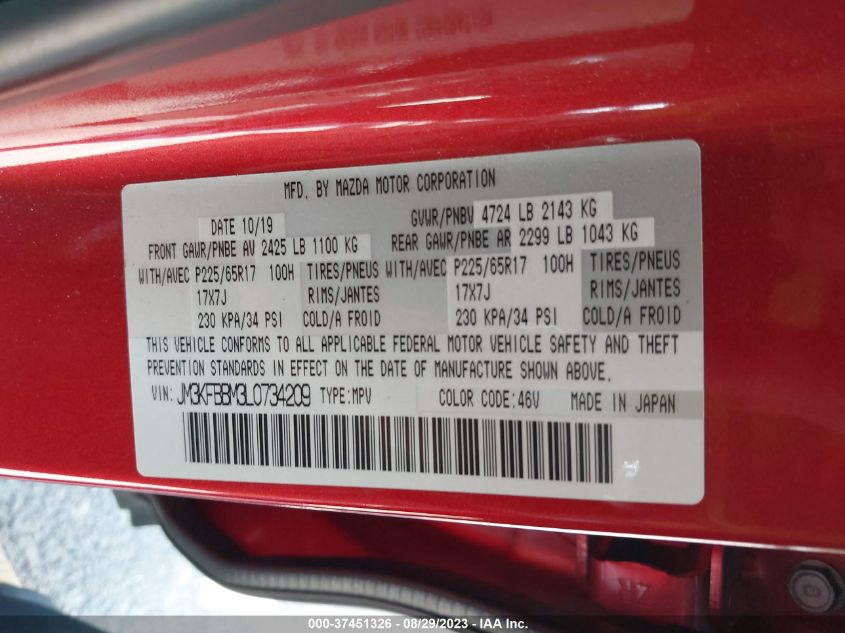 MFD. BY MAZDA MOTOR CORPORATION
DATE 10/19
GVWR/PNBV 4724 LB 2143 KG
FRONT GAWR/PNBE AV 2425 LB 1100 KG
REAR GAWR/PNBE AR 2299 LB 1043 KG
WITH/AVEC P225/65R17 100H TIRES/PNEUS WITH/AVEC P225/65R17 100H TIRES/PNEUS
17X7J RIMS/JANTES 17X7J RIMS/JANTES
230 KPA/34 PSI COLD/A FROID 230 KPA/34 PSI COLD/A FROID
THIS VEHICLE CONFORMS TO ALL APPLICABLE FEDERAL MOTOR VEHICLE SAFETY AND THEFT
PREVENTION STANDARDS IN EFFECT ON THE DATE OF MANUFACTURE SHOWN ABOVE.
VIN: JM3KFBBM3L0734209 TYPE:MPV COLOR CODE:46V MADE IN JAPAN
000-37451326 - 08/29/2023 - © IAA, Inc.